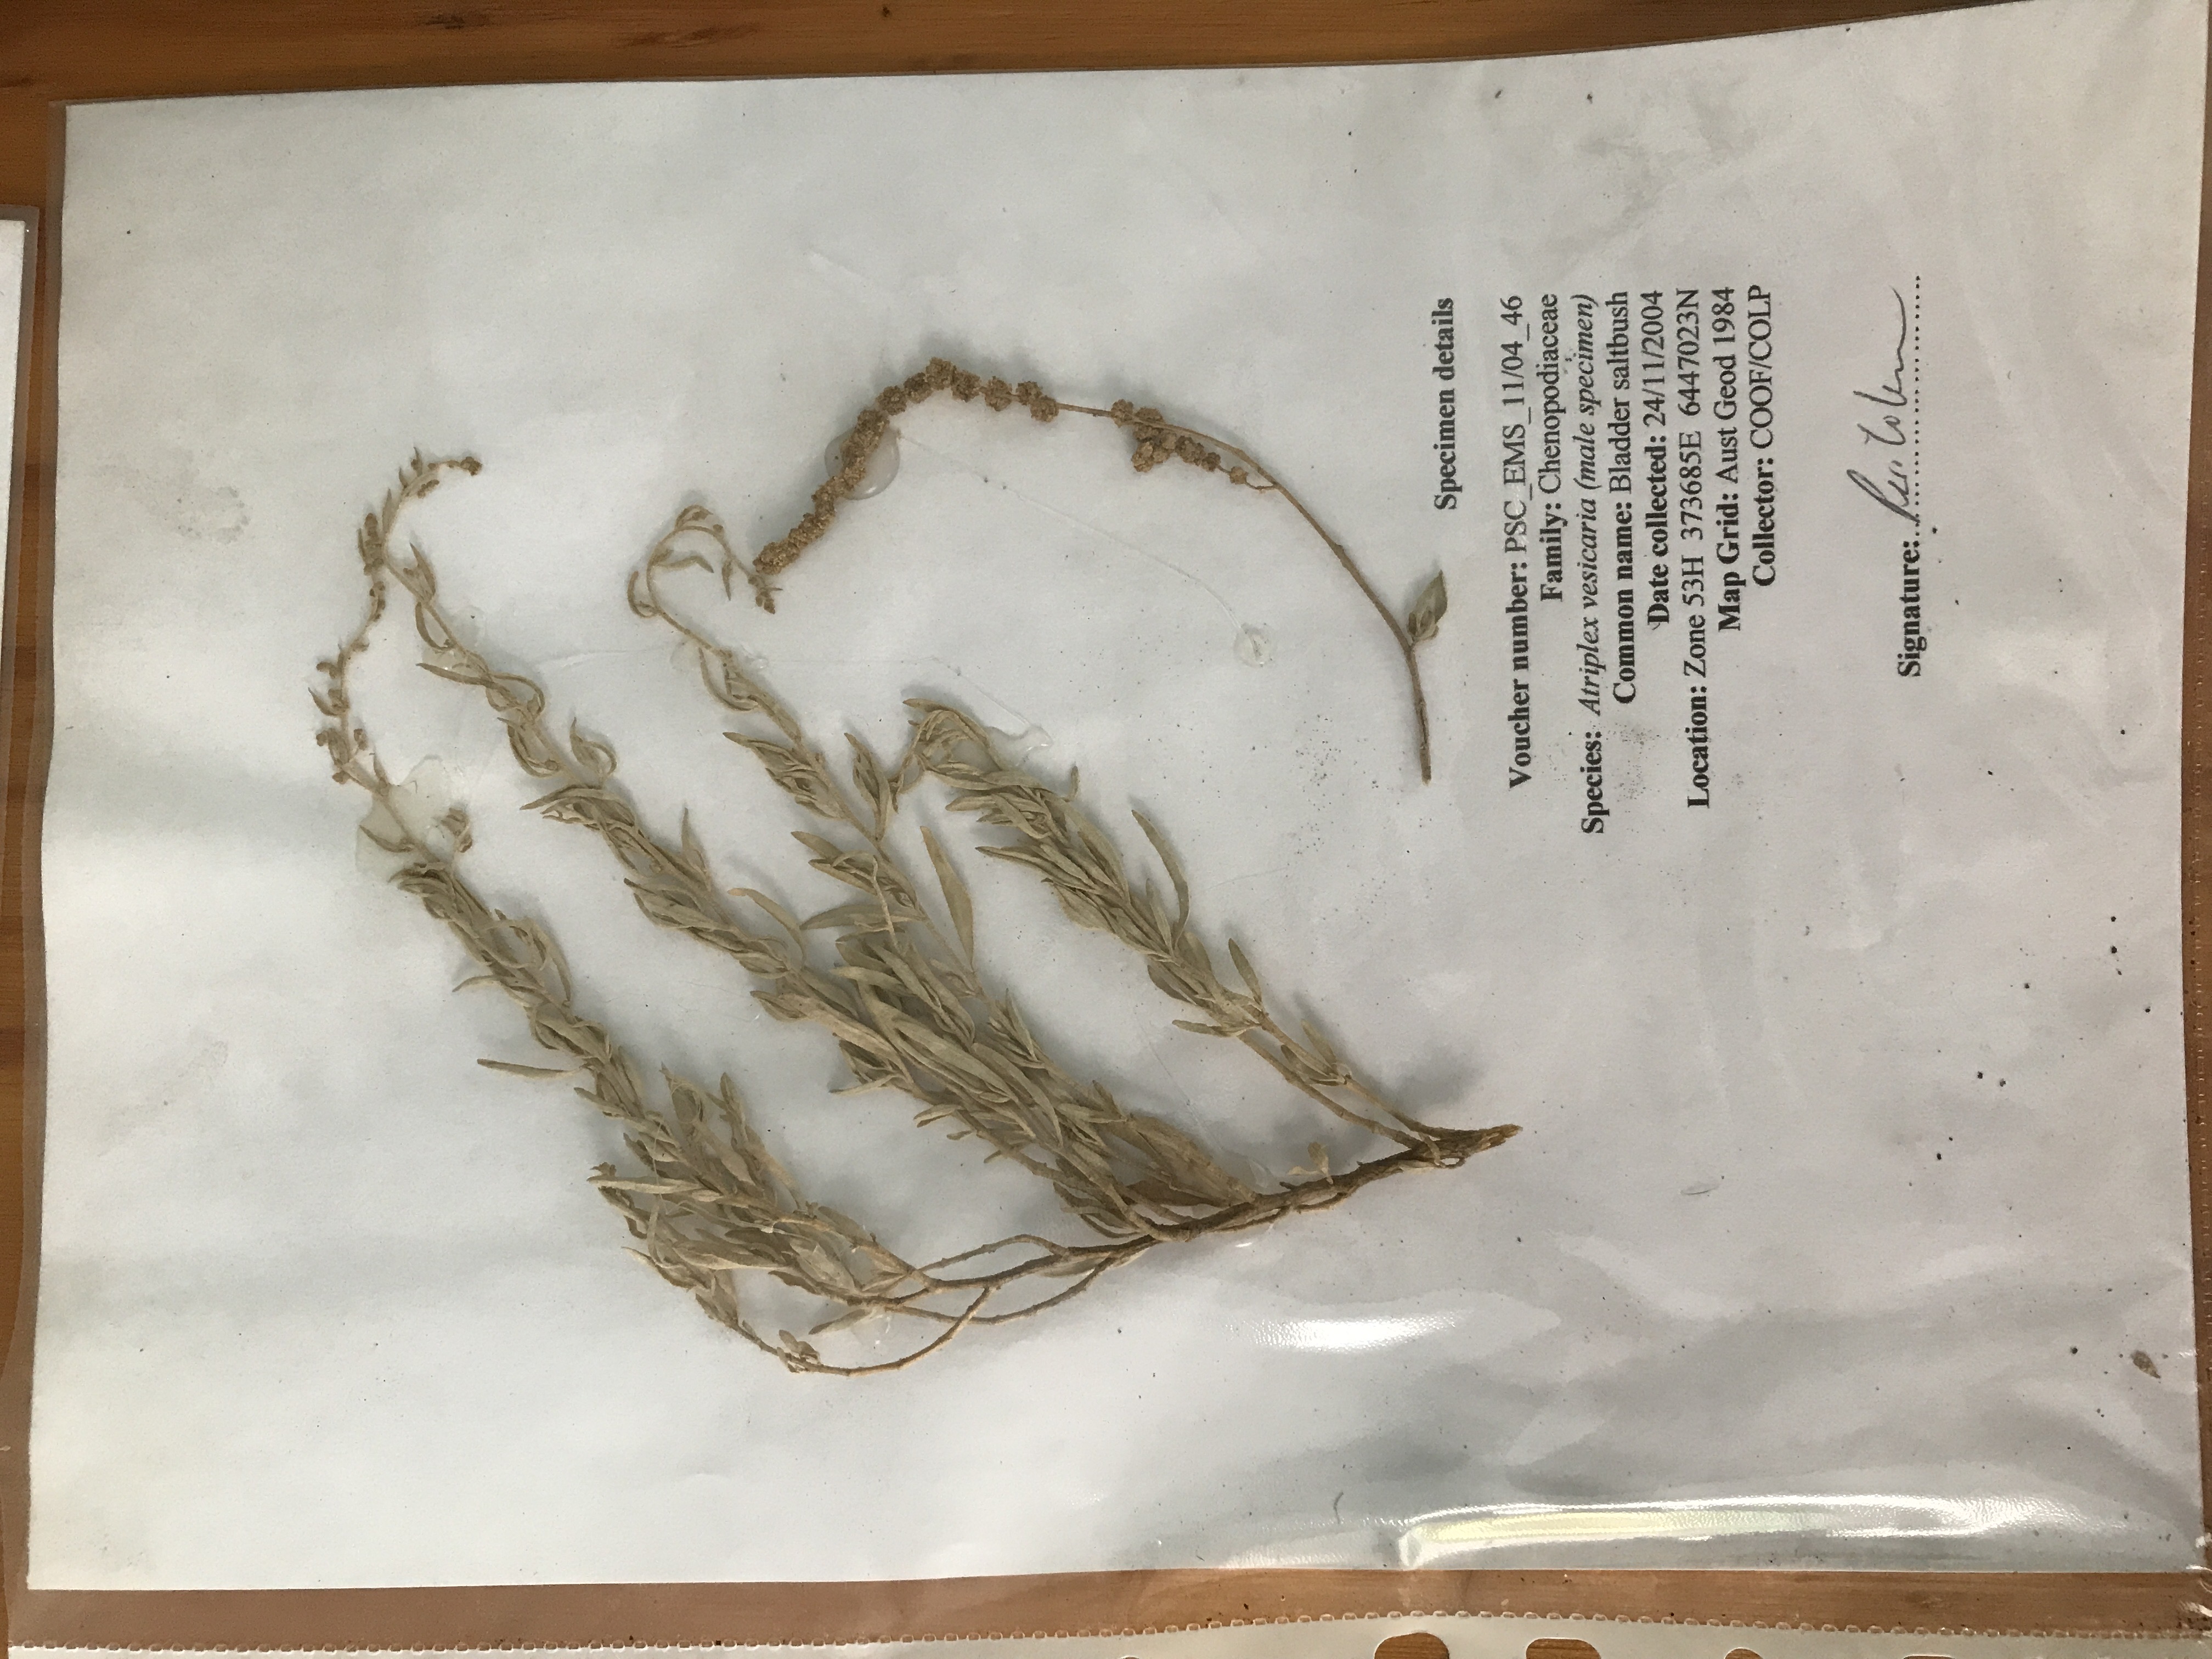 Specimen details
Voucher number: PSC_EMS_11/04_46
Family: Chenopodiaceae
Species: Atriplex vesicaria (male specimen)
Common name: Bladder saltbush
Date collected: 24/11/2004
Location: Zone 53H 373685E 6447023N
Map Grid: Aust Geod 1984
Collector: COOF/COLP
Signature: